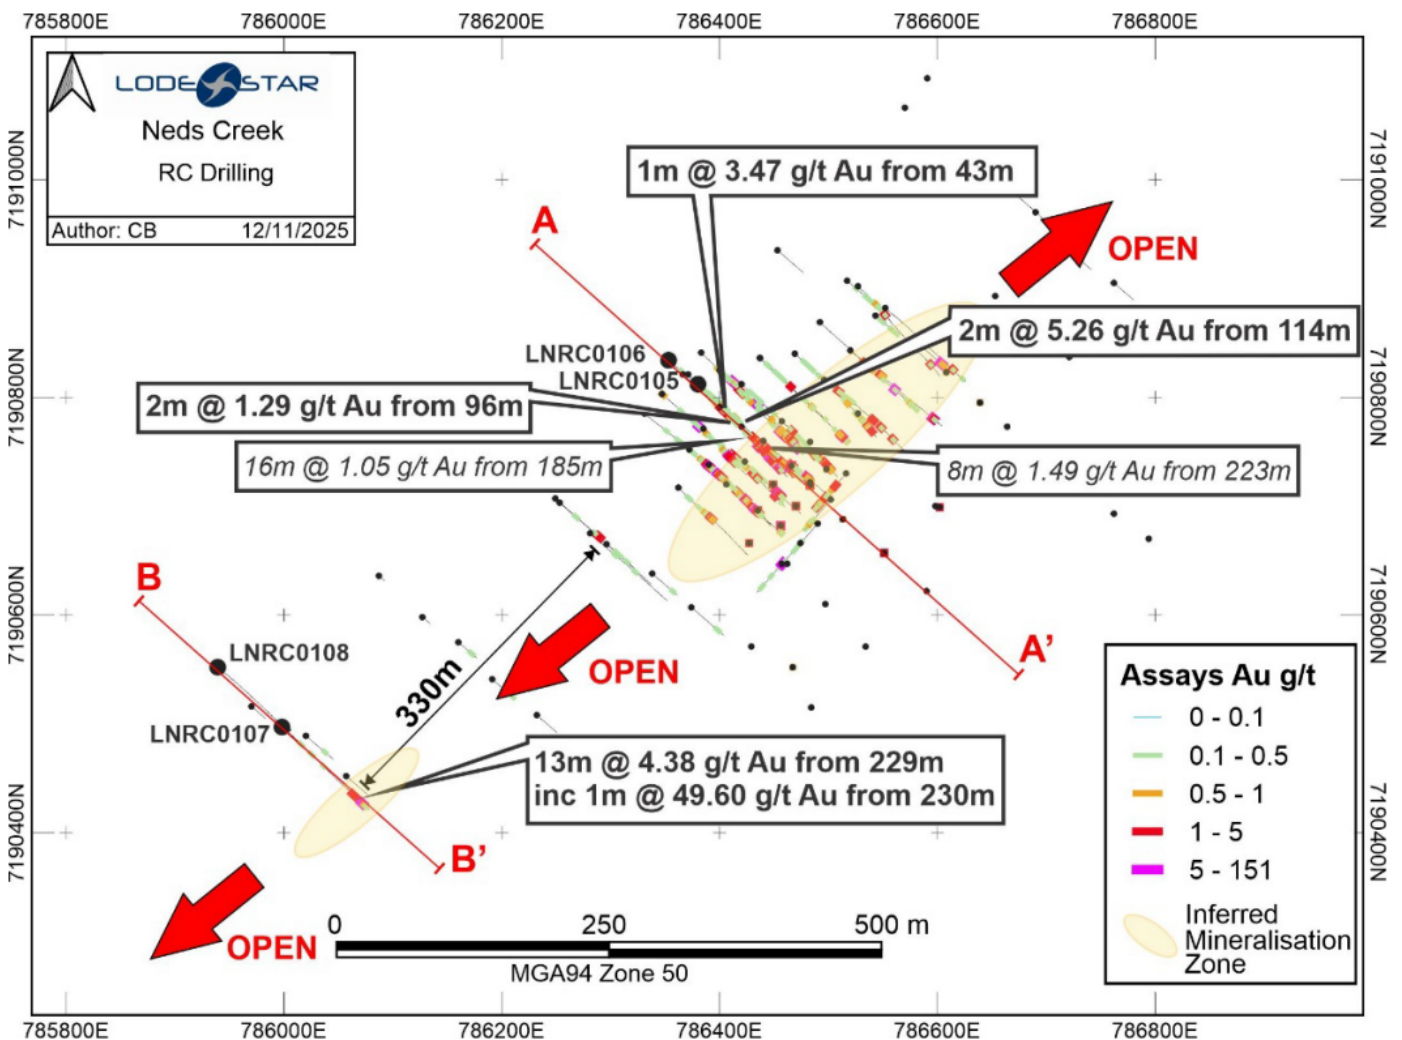 785800E 786000E 786200E 786400E 786600E 786800E
LODESTAR
Neds Creek
RC Drilling
Author: CB 12/11/2025
7191000N
7191000N
1m @ 3.47 g/t Au from 43m
A
OPEN
2m @ 5.26 g/t Au from 114m
LNRC0106
LNRC0105
7190800N
7190800N
2m @ 1.29 g/t Au from 96m
16m @ 1.05 g/t Au from 185m
8m @ 1.49 g/t Au from 223m
B
7190600N
7190600N
LNRC0108
A’
OPEN
330m
LNRC0107
13m @ 4.38 g/t Au from 229m
inc 1m @ 49.60 g/t Au from 230m
7190400N
7190400N
B’
OPEN
0 250 500 m
MGA94 Zone 50
Assays Au g/t
0 - 0.1
0.1 - 0.5
0.5 - 1
1 - 5
5 - 151
Inferred
Mineralisation
Zone
785800E 786000E 786200E 786400E 786600E 786800E